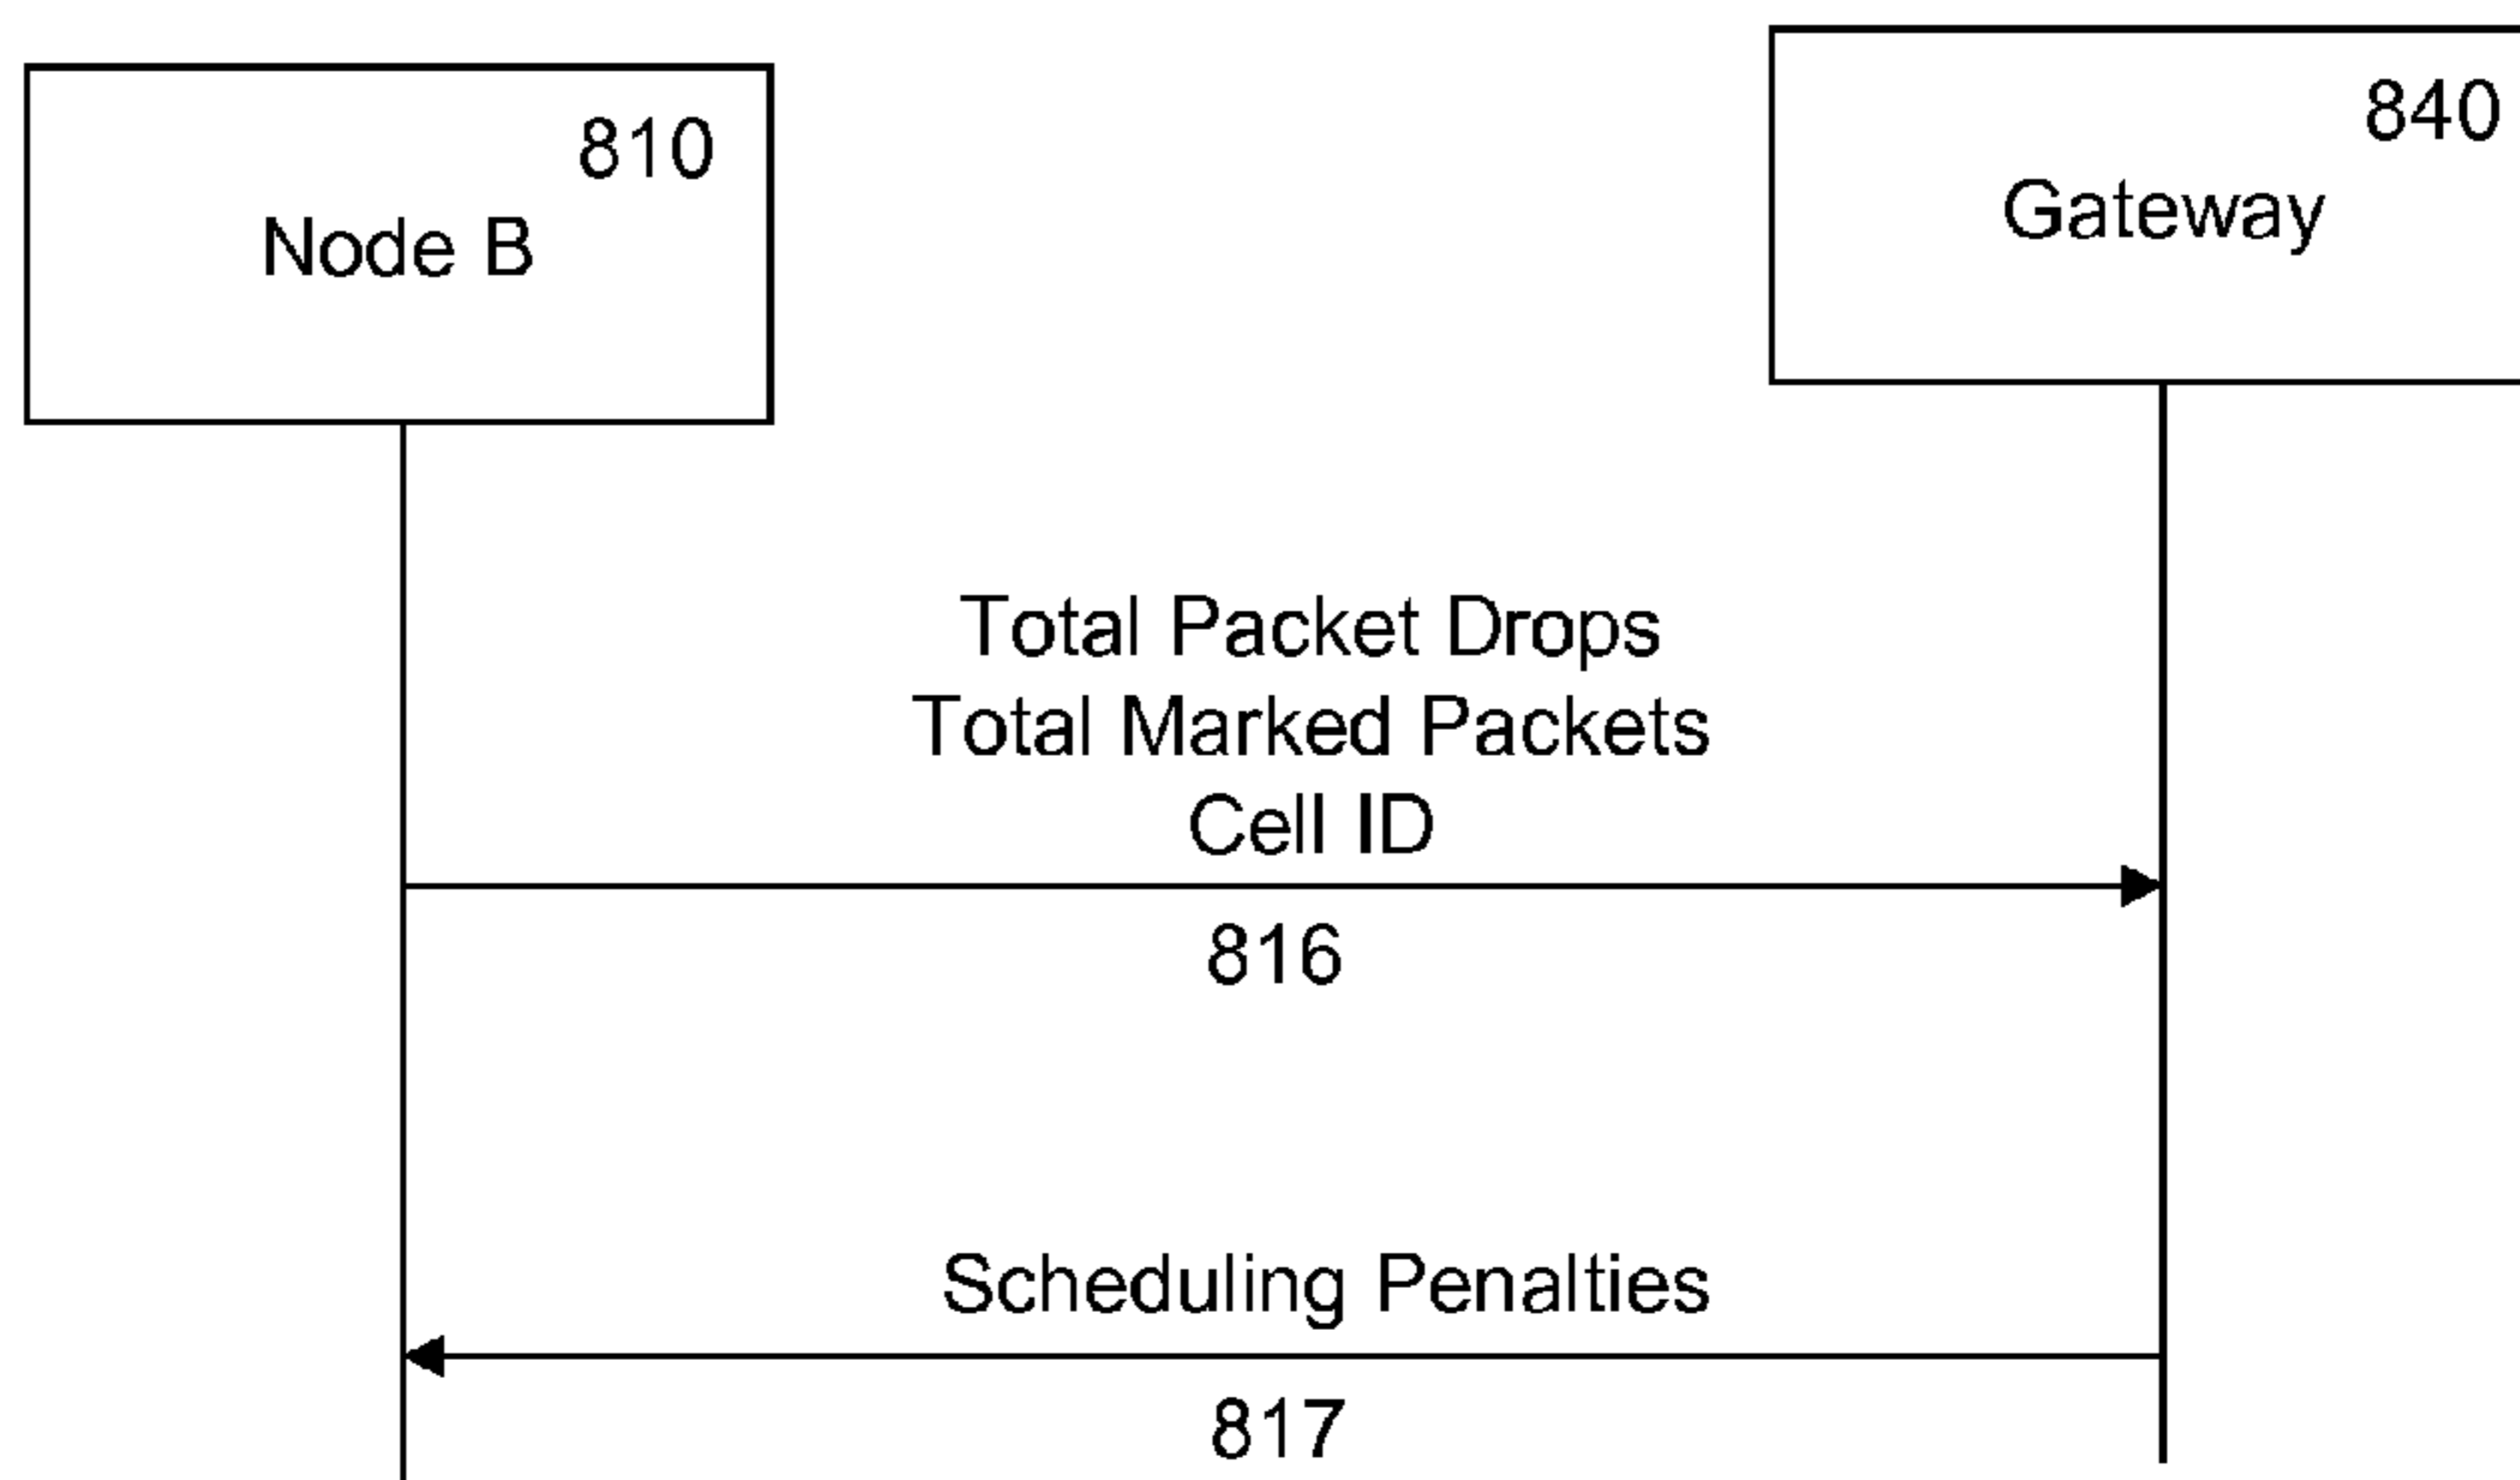 810
Node B
840
Gateway
Total Packet Drops
Total Marked Packets
Cell ID
816
Scheduling Penalties
817